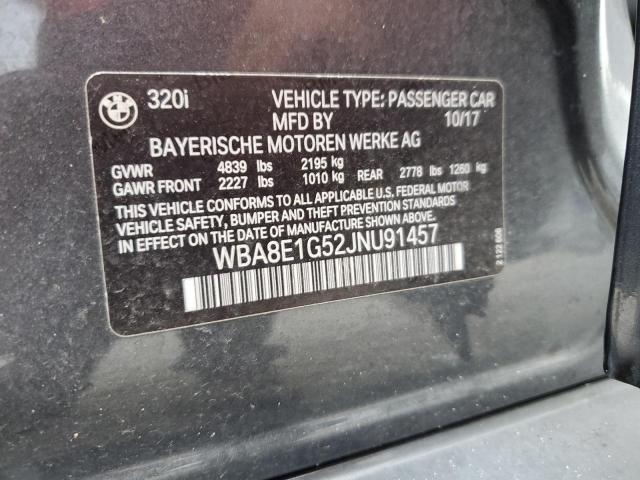 320i VEHICLE TYPE: PASSENGER CAR
MFD BY 10/17
BAYERISCHE MOTOREN WERKE AG
GVWR 4839 lbs 2195 kg
GAWR FRONT 2227 lbs 1010 kg REAR 2778 lbs 1260 kg
THIS VEHICLE CONFORMS TO ALL APPLICABLE U.S. FEDERAL MOTOR
VEHICLE SAFETY, BUMPER AND THEFT PREVENTION STANDARDS
IN EFFECT ON THE DATE OF MANUFACTURE SHOWN ABOVE.
WBA8E1G52JNU91457